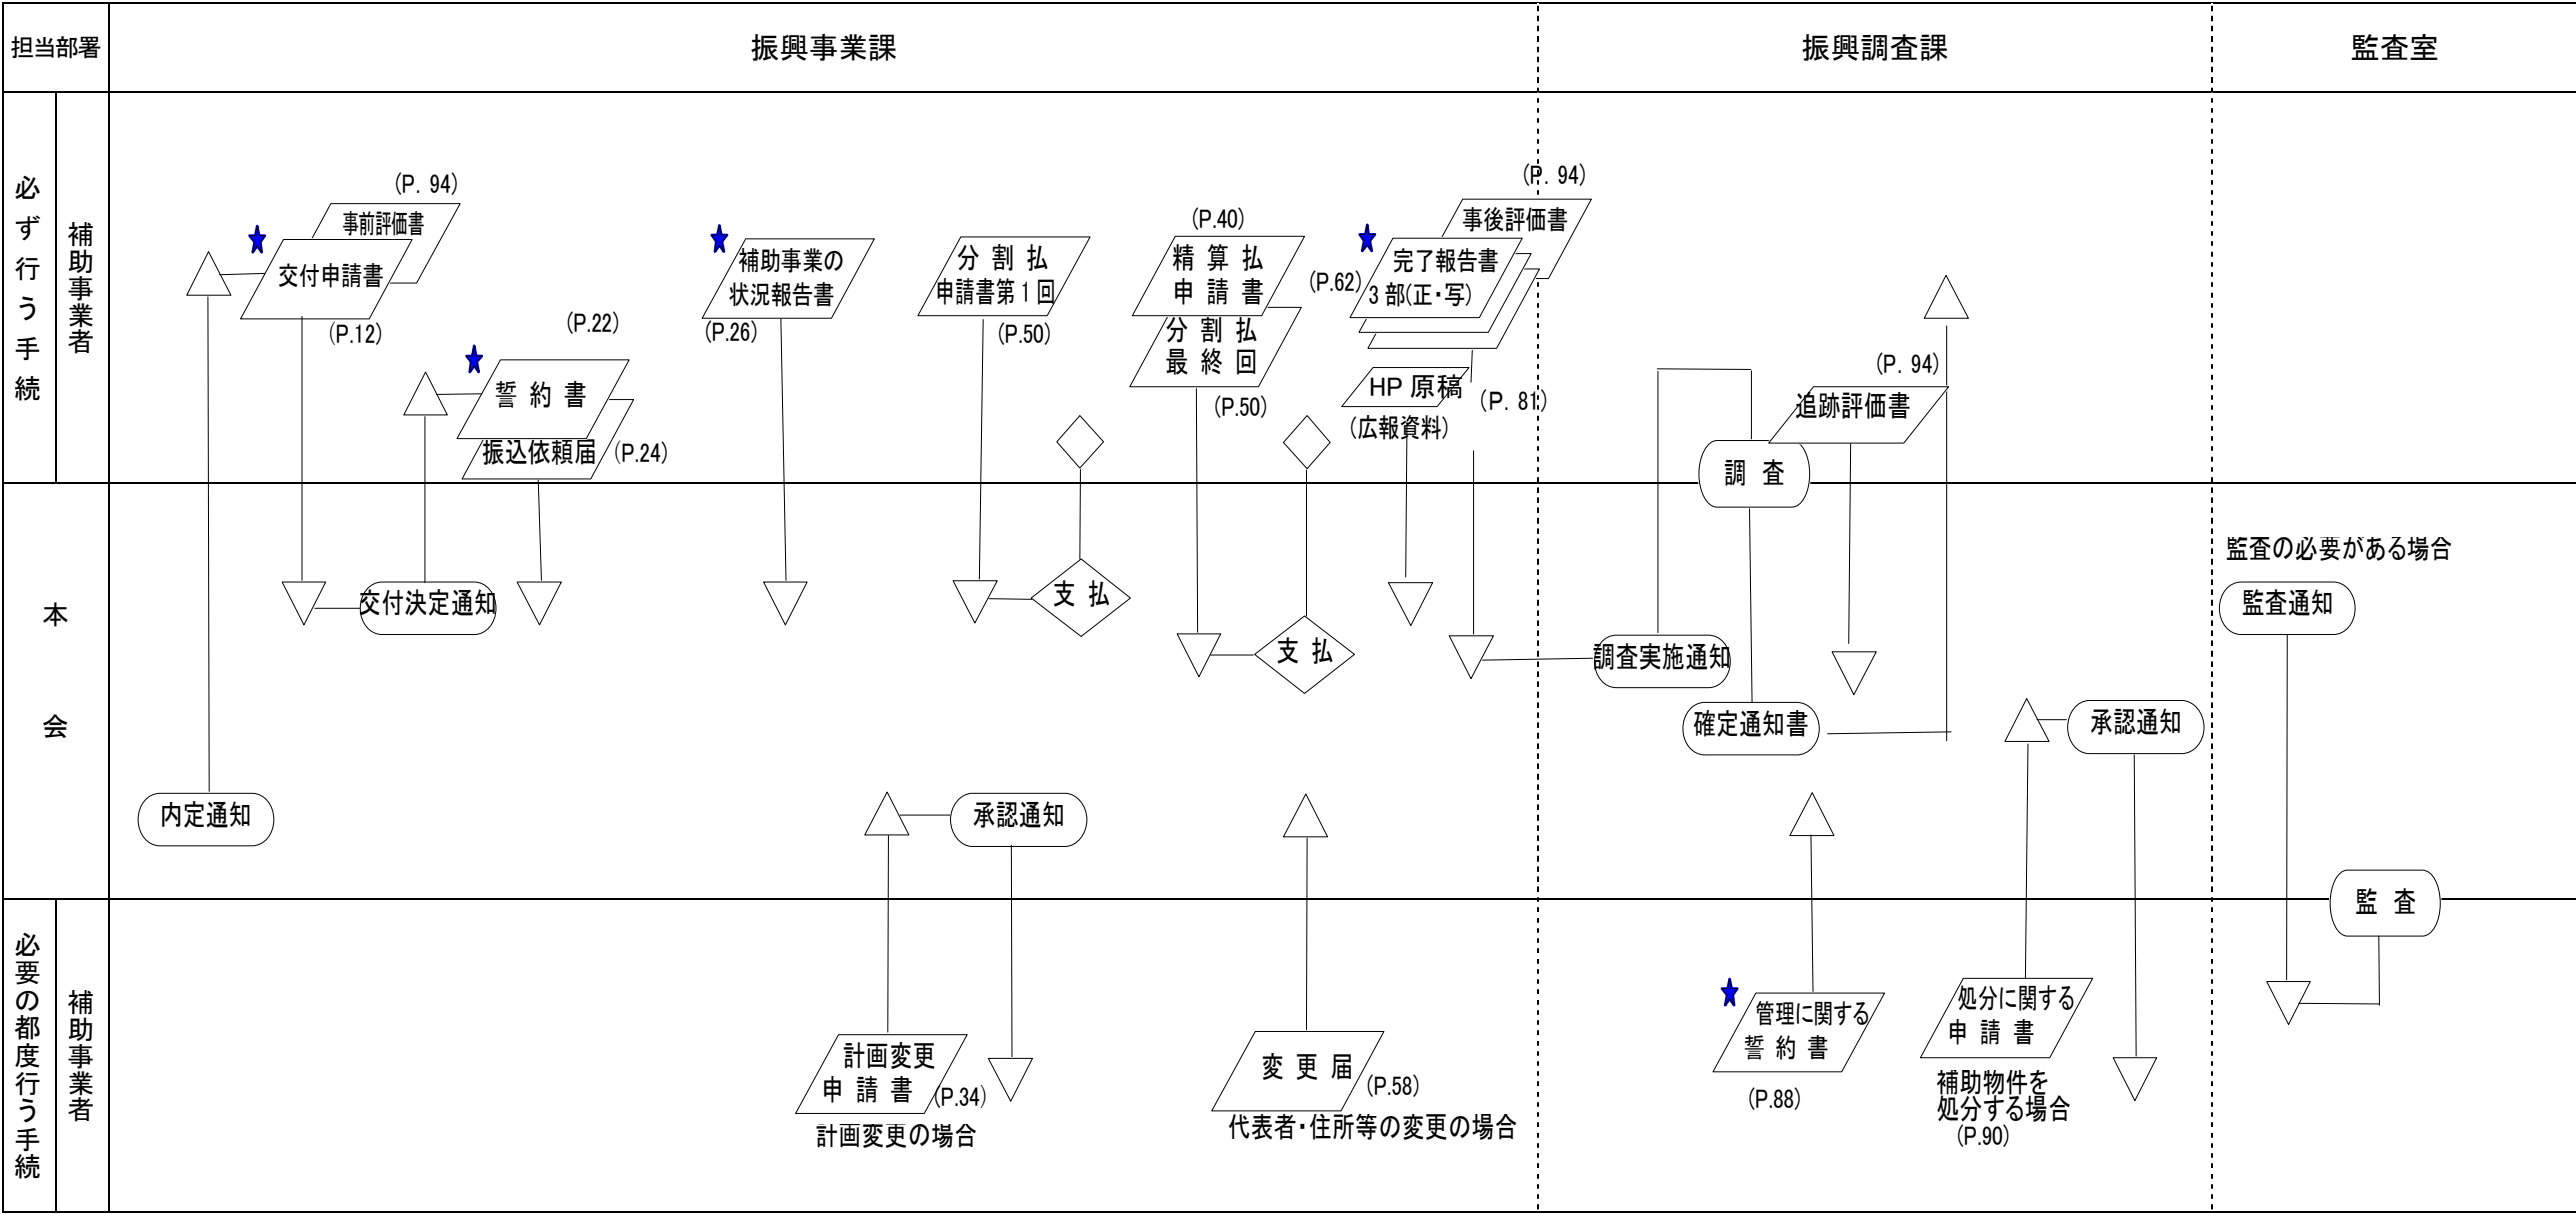 担当部署
振興事業課
振興調査課
監査室
必ず行う手続
補助事業者
(P. 94)
事前評価書
交付申請書
(P.12)
(P.22)
誓 約 書
振込依頼届
(P.24)
補助事業の
状況報告書
(P.26)
分 割 払
申請書第1回
(P.50)
(P.40)
精 算 払
申 請 書
分 割 払
最 終 回
(P.50)
(P. 94)
事後評価書
完了報告書
3部(正・写)
(P.62)
HP 原稿
(P. 81)
(広報資料)
(P. 94)
追跡評価書
調 査
本会
交付決定通知
支 払
支 払
調査実施通知
確定通知書
承認通知
内定通知
承認通知
監査の必要がある場合
監査通知
監 査
必要の都度行う手続
補助事業者
計画変更
申 請 書
(P.34)
計画変更の場合
変 更 届
(P.58)
代表者・住所等の変更の場合
管理に関する
誓 約 書
(P.88)
処分に関する
申 請 書
補助物件を
処分する場合
(P.90)